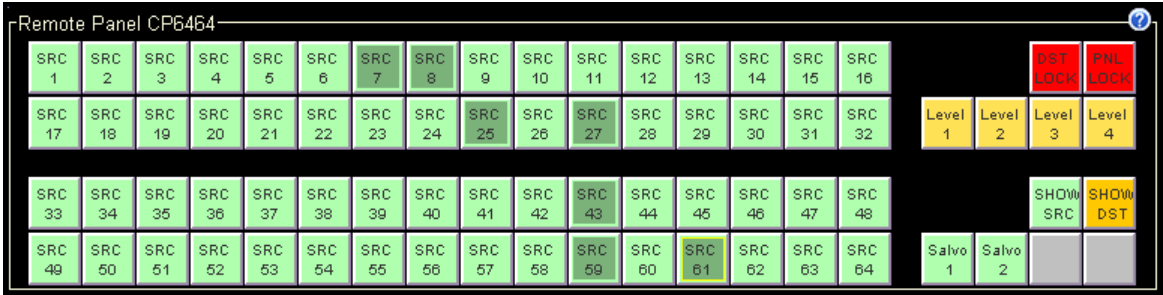 Remote Panel CP6464 ?
SRC 1 SRC 2 SRC 3 SRC 4 SRC 5 SRC 6 SRC 7 SRC 8 SRC 9 SRC 10 SRC 11 SRC 12 SRC 13 SRC 14 SRC 15 SRC 16 DST LOCK PNL LOCK
SRC 17 SRC 18 SRC 19 SRC 20 SRC 21 SRC 22 SRC 23 SRC 24 SRC 25 SRC 26 SRC 27 SRC 28 SRC 29 SRC 30 SRC 31 SRC 32 Level 1 Level 2 Level 3 Level 4
SRC 33 SRC 34 SRC 35 SRC 36 SRC 37 SRC 38 SRC 39 SRC 40 SRC 41 SRC 42 SRC 43 SRC 44 SRC 45 SRC 46 SRC 47 SRC 48 SHOW SRC SHOW DST
SRC 49 SRC 50 SRC 51 SRC 52 SRC 53 SRC 54 SRC 55 SRC 56 SRC 57 SRC 58 SRC 59 SRC 60 SRC 61 SRC 62 SRC 63 SRC 64 Salvo 1 Salvo 2